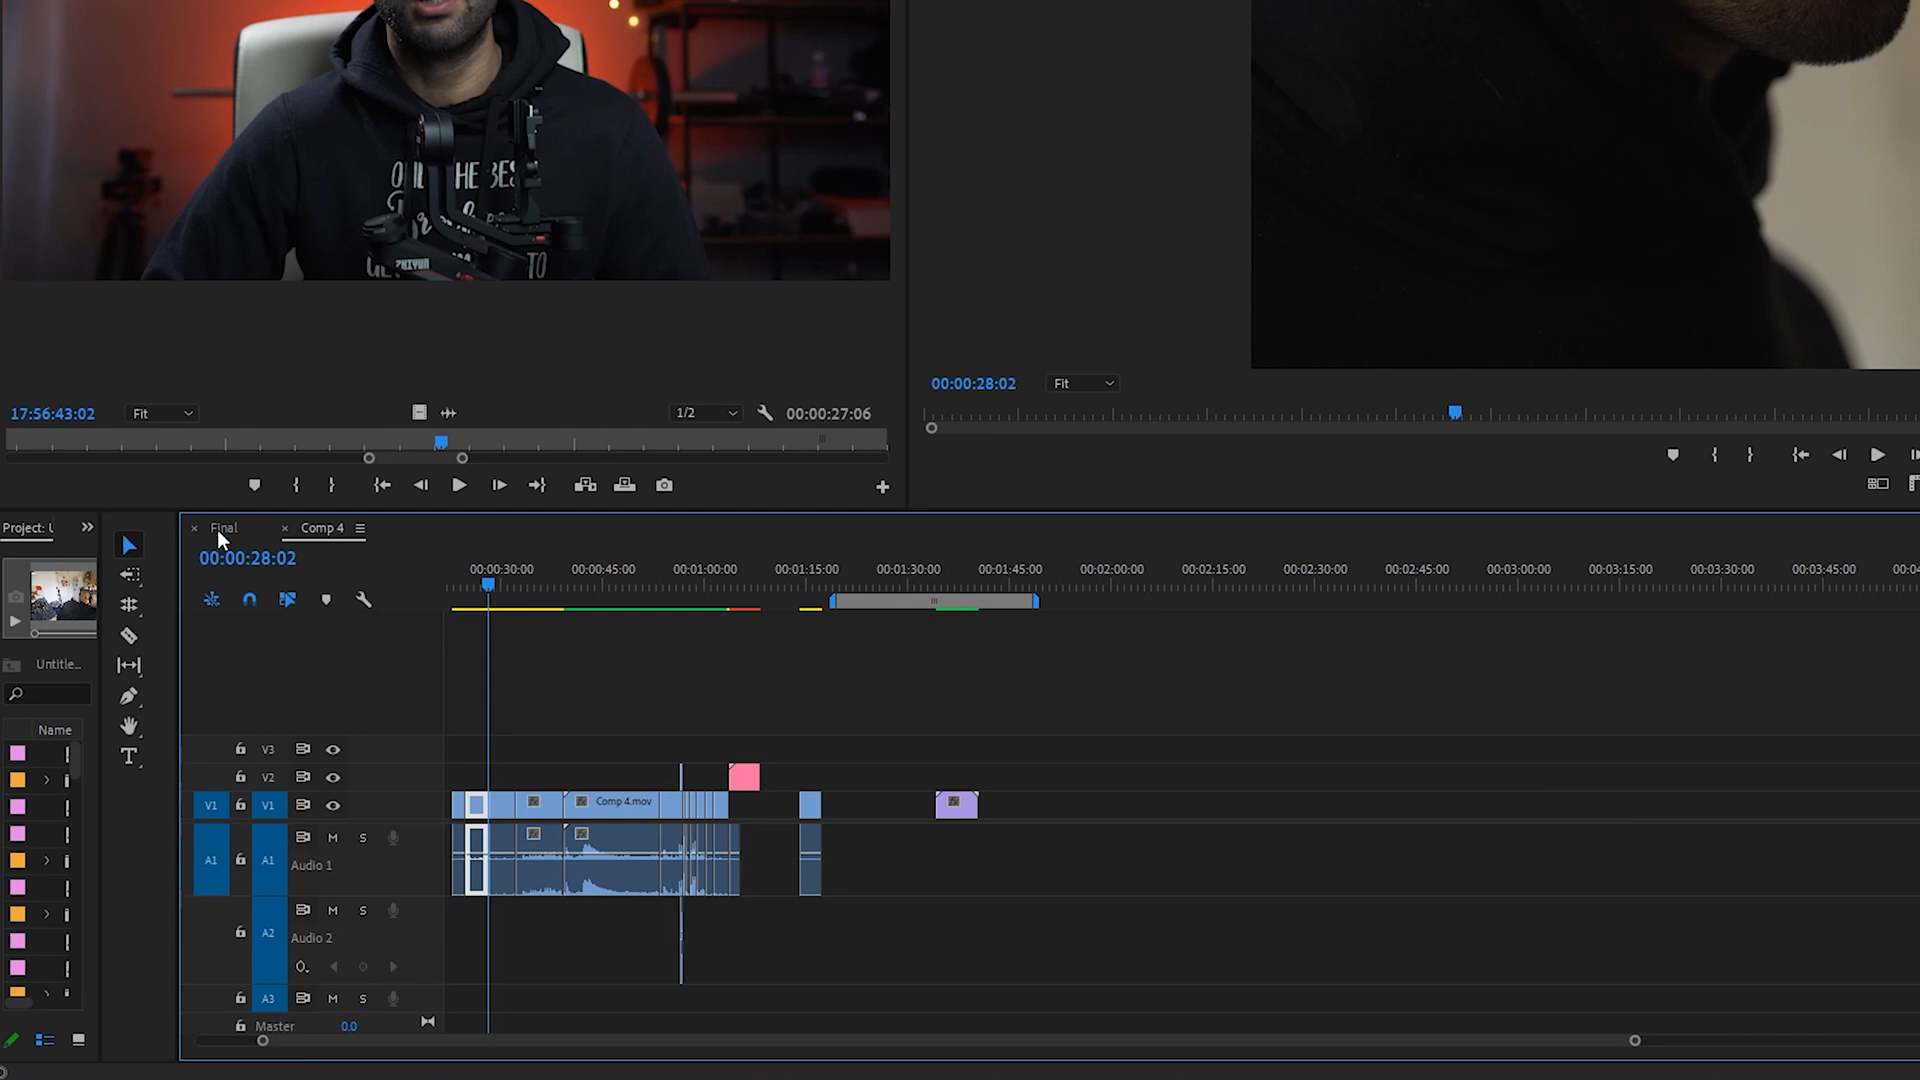 ZHIYUN
TO
17:56:43:02
Fit
1/2
00:00:27:06
00:00:28:02
Fit
Project: U
Final
Comp 4
00:00:28:02
00:00:30:00
00:00:45:00
00:01:00:00
00:01:15:00
00:01:30:00
00:01:45:00
00:02:00:00
00:02:15:00
00:02:30:00
00:02:45:00
00:03:00:00
00:03:15:00
00:03:30:00
00:03:45:00
Untitle...
Name
V3
V2
V1
V1
Comp 4.mov
A1
A1
M
S
Audio 1
A2
M
S
Audio 2
A3
M
S
Master
0.0